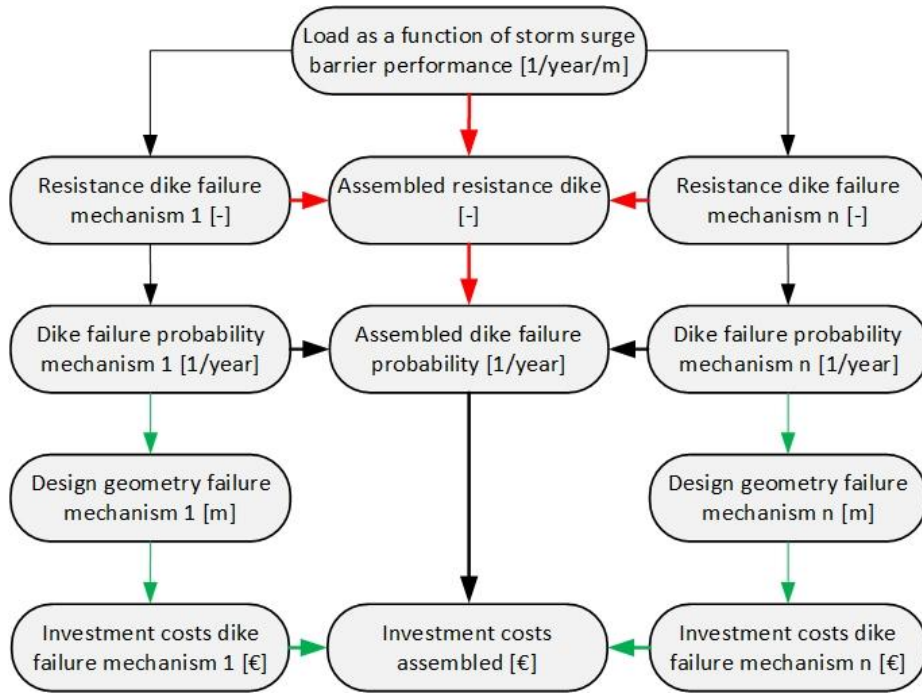 Load as a function of storm surge
barrier performance [1/year/m]
Resistance dike failure
mechanism 1 [-]
Assembled resistance dike
[-]
Resistance dike failure
mechanism n [-]
Dike failure probability
mechanism 1 [1/year]
Assembled dike failure
probability [1/year]
Dike failure probability
mechanism n [1/year]
Design geometry failure
mechanism 1 [m]
Design geometry failure
mechanism n [m]
Investment costs dike
failure mechanism 1 [€]
Investment costs
assembled [€]
Investment costs dike
failure mechanism n [€]